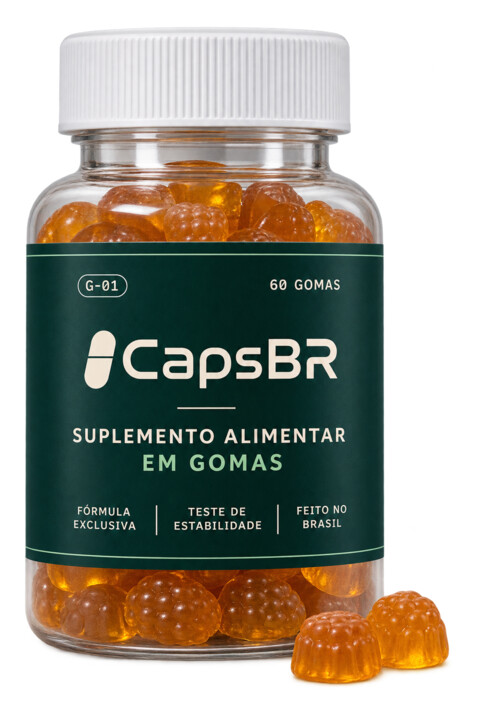 G-01
60 GOMAS
CapsBR
SUPLEMENTO ALIMENTAR
EM GOMAS
FÓRMULA
EXCLUSIVA
TESTE DE
ESTABILIDADE
FEITO NO
BRASIL